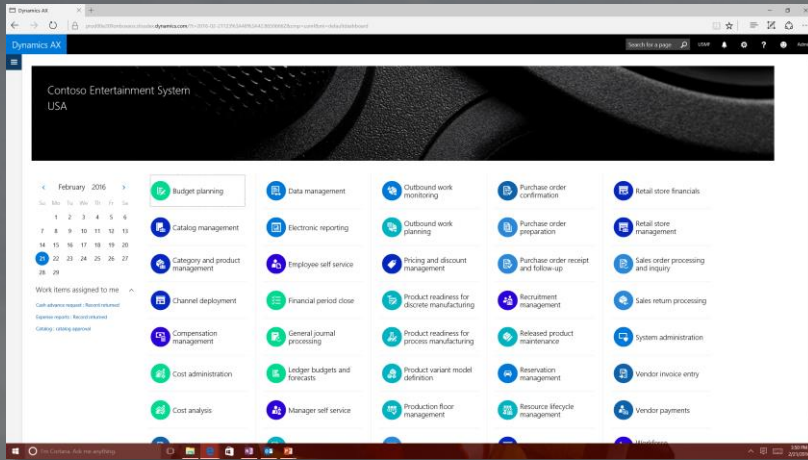 Dynamics AX
Dynamics AX
Search for a page
USMF
?
Contoso Entertainment System
USA
February 2016
Su Mo Tu We Th Fr Sa
1 2 3 4 5 6
7 8 9 10 11 12 13
14 15 16 17 18 19 20
21 22 23 24 25 26 27
28 29
Work items assigned to me
Cash advance request : Record returned
Expense reports : Record returned
Catalog : catalog approval
Budget planning
Catalog management
Category and product
management
Channel deployment
Compensation
management
Cost administration
Cost analysis
Data management
Electronic reporting
Employee self service
Financial period close
General journal
processing
Ledger budgets and
forecasts
Manager self service
Outbound work
monitoring
Outbound work
planning
Pricing and discount
management
Product readiness for
discrete manufacturing
Product readiness for
process manufacturing
Product variant model
definition
Production floor
management
Purchase order
confirmation
Purchase order
preparation
Purchase order receipt
and follow-up
Recruitment
management
Released product
maintenance
Reservation
management
Resource lifecycle
management
Retail store financials
Retail store
management
Sales order processing
and inquiry
Sales return processing
System administration
Vendor invoice entry
Vendor payments
Workforce
I'm Cortana. Ask me anything.